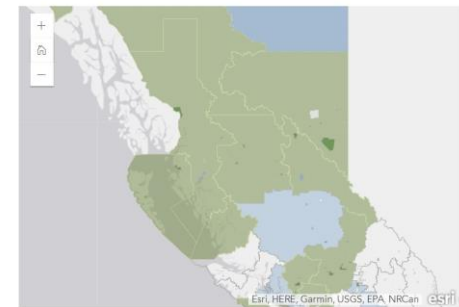 +
−
Esri, HERE, Garmin, USGS, EPA, NRCan esri